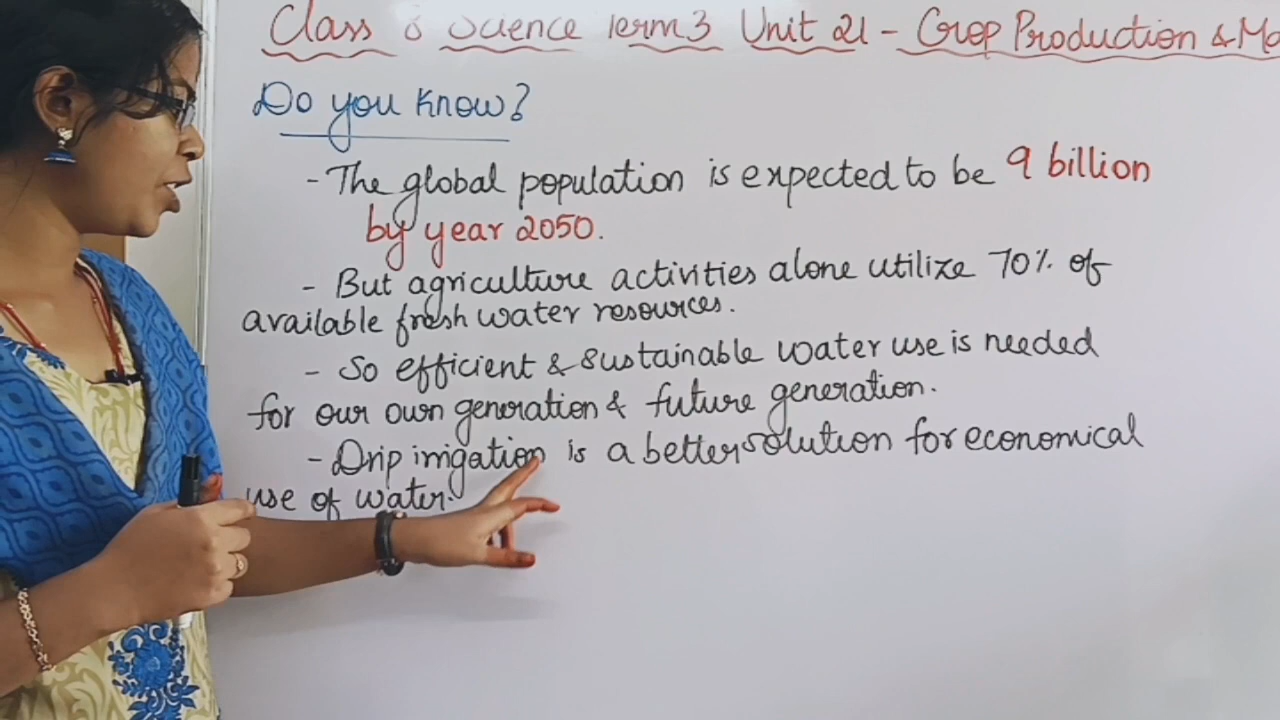 Class 8 Science Term 3 Unit 21 - Crop Production & Ma
Do you know?
- The global population is expected to be 9 billion
by year 2050.
- But agriculture activities alone utilize 70% of
available fresh water resources.
- So efficient & sustainable water use is needed
for our own generation & future generation.
- Drip irrigation is a better solution for economical
use of water.